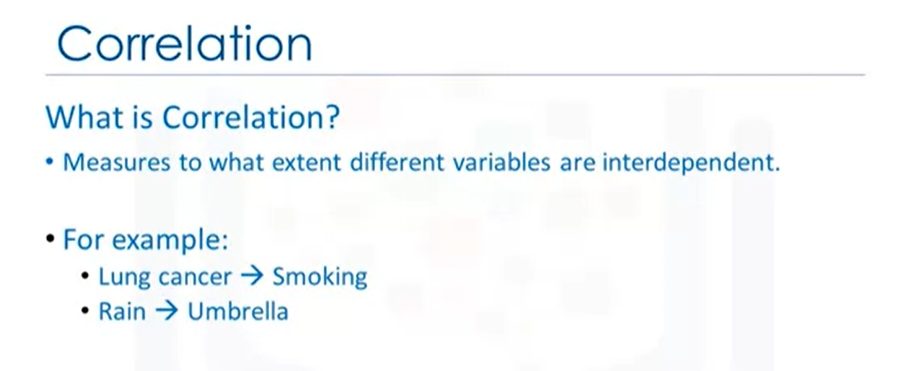 Correlation
What is Correlation?
• Measures to what extent different variables are interdependent.
• For example:
• Lung cancer → Smoking
• Rain → Umbrella